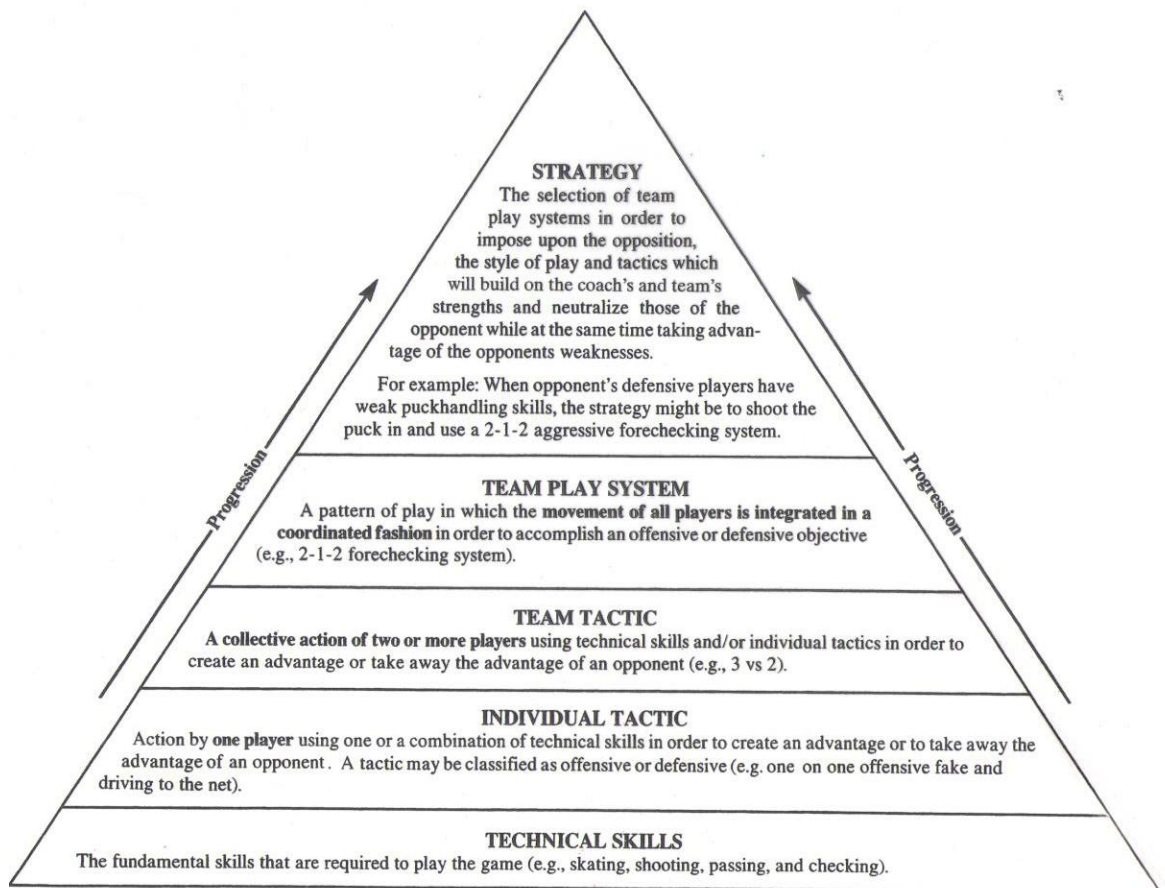 STRATEGY
The selection of team
play systems in order to
impose upon the opposition,
the style of play and tactics which
will build on the coach's and team's
strengths and neutralize those of the
opponent while at the same time taking advan-
tage of the opponents weaknesses.
For example: When opponent's defensive players have
weak puckhandling skills, the strategy might be to shoot the
puck in and use a 2-1-2 aggressive forechecking system.
Progression
Progression
TEAM PLAY SYSTEM
A pattern of play in which the movement of all players is integrated in a
coordinated fashion in order to accomplish an offensive or defensive objective
(e.g., 2-1-2 forechecking system).
TEAM TACTIC
A collective action of two or more players using technical skills and/or individual tactics in order to
create an advantage or take away the advantage of an opponent (e.g., 3 vs 2).
INDIVIDUAL TACTIC
Action by one player using one or a combination of technical skills in order to create an advantage or to take away the
advantage of an opponent. A tactic may be classified as offensive or defensive (e.g. one on one offensive fake and
driving to the net).
TECHNICAL SKILLS
The fundamental skills that are required to play the game (e.g., skating, shooting, passing, and checking).